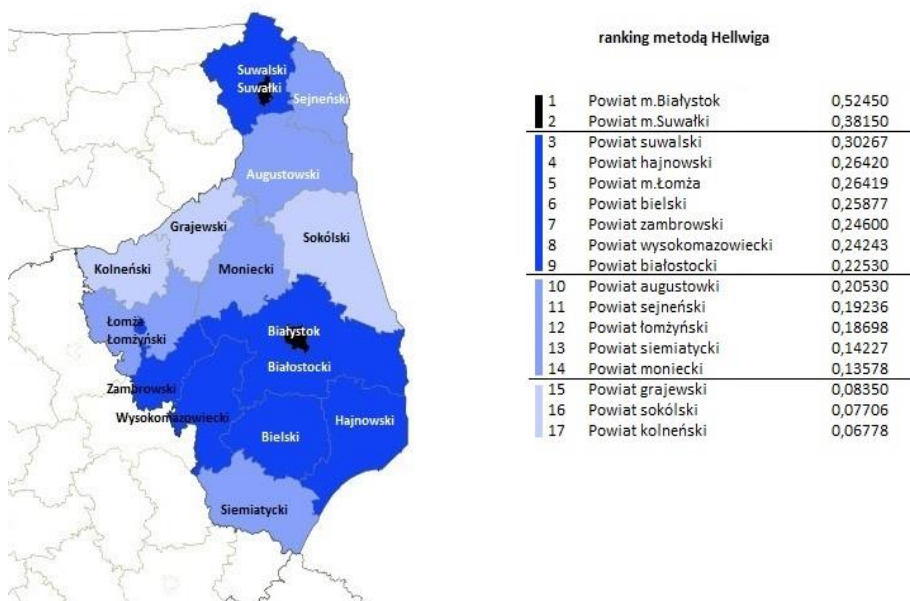 ranking metodą Hellwiga
1 Powiat m.Białystok 0,52450
2 Powiat m.Suwałki 0,38150
3 Powiat suwalski 0,30267
4 Powiat hajnowski 0,26420
5 Powiat m.Łomża 0,26419
6 Powiat bielski 0,25877
7 Powiat zambrowski 0,24600
8 Powiat wysokomazowiecki 0,24243
9 Powiat białostocki 0,22530
10 Powiat augustowki 0,20530
11 Powiat sejneński 0,19236
12 Powiat łomżyński 0,18698
13 Powiat siemiatycki 0,14227
14 Powiat moniecki 0,13578
15 Powiat grajewski 0,08350
16 Powiat sokólski 0,07706
17 Powiat kolneński 0,06778
Suwalski
Suwałki
Sejneński
Augustowski
Grajewski
Sokólski
Kolneński
Moniecki
Łomża
Łomżyński
Białystok
Białostocki
Zambrowski
Wysokomazowiecki
Hajnowski
Bielski
Siemiatycki